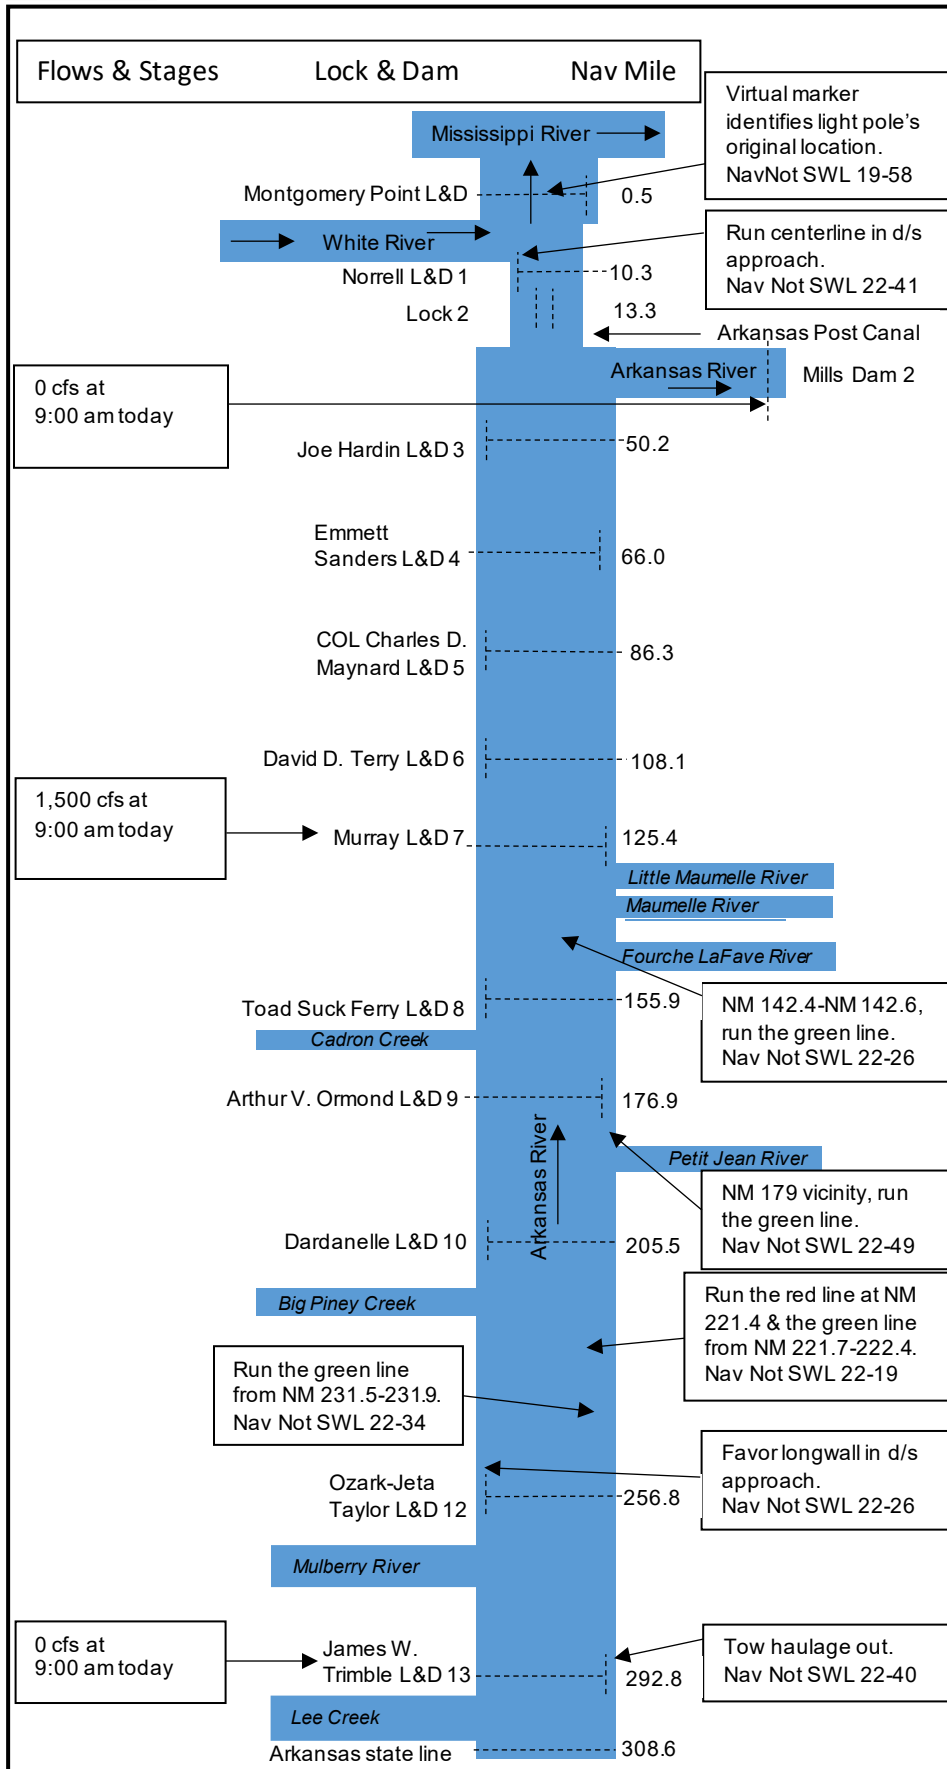 Flows & Stages Lock & Dam Nav Mile
Virtual marker
identifies light pole's
original location.
NavNot SWL 19-58
Mississippi River
Montgomery Point L&D 0.5
White River
Run centerline in d/s
approach.
Nav Not SWL 22-41
Norrell L&D 1 10.3
Lock 2 13.3
Arkansas Post Canal
Arkansas River Mills Dam 2
0 cfs at
9:00 am today
Joe Hardin L&D 3 50.2
Emmett
Sanders L&D 4 66.0
COL Charles D.
Maynard L&D 5 86.3
David D. Terry L&D 6 108.1
1,500 cfs at
9:00 am today
Murray L&D 7 125.4
Little Maumelle River
Maumelle River
Fourche LaFave River
Toad Suck Ferry L&D 8 155.9
NM 142.4-NM 142.6,
run the green line.
Nav Not SWL 22-26
Cadron Creek
Arthur V. Ormond L&D 9 176.9
Arkansas River
Petit Jean River
NM 179 vicinity, run
the green line.
Nav Not SWL 22-49
Dardanelle L&D 10 205.5
Big Piney Creek
Run the red line at NM
221.4 & the green line
from NM 221.7-222.4.
Nav Not SWL 22-19
Run the green line
from NM 231.5-231.9.
Nav Not SWL 22-34
Favor longwall in d/s
approach.
Nav Not SWL 22-26
Ozark-Jeta
Taylor L&D 12 256.8
Mulberry River
0 cfs at
9:00 am today
James W.
Trimble L&D 13 292.8
Tow haulage out.
Nav Not SWL 22-40
Lee Creek
Arkansas state line 308.6